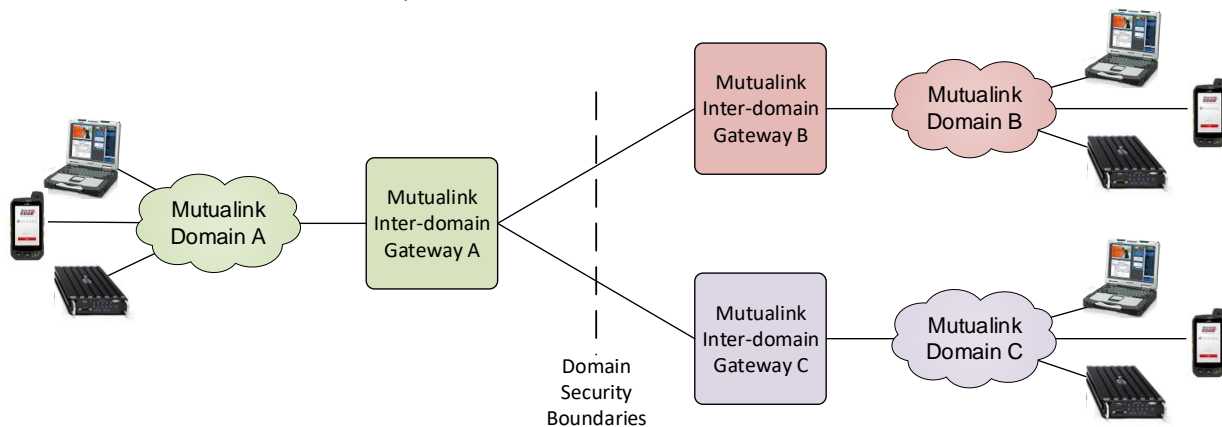 Mutualink
Domain A
Mutualink
Inter-domain
Gateway A
Domain
Security
Boundaries
Mutualink
Inter-domain
Gateway B
Mutualink
Domain B
Mutualink
Inter-domain
Gateway C
Mutualink
Domain C